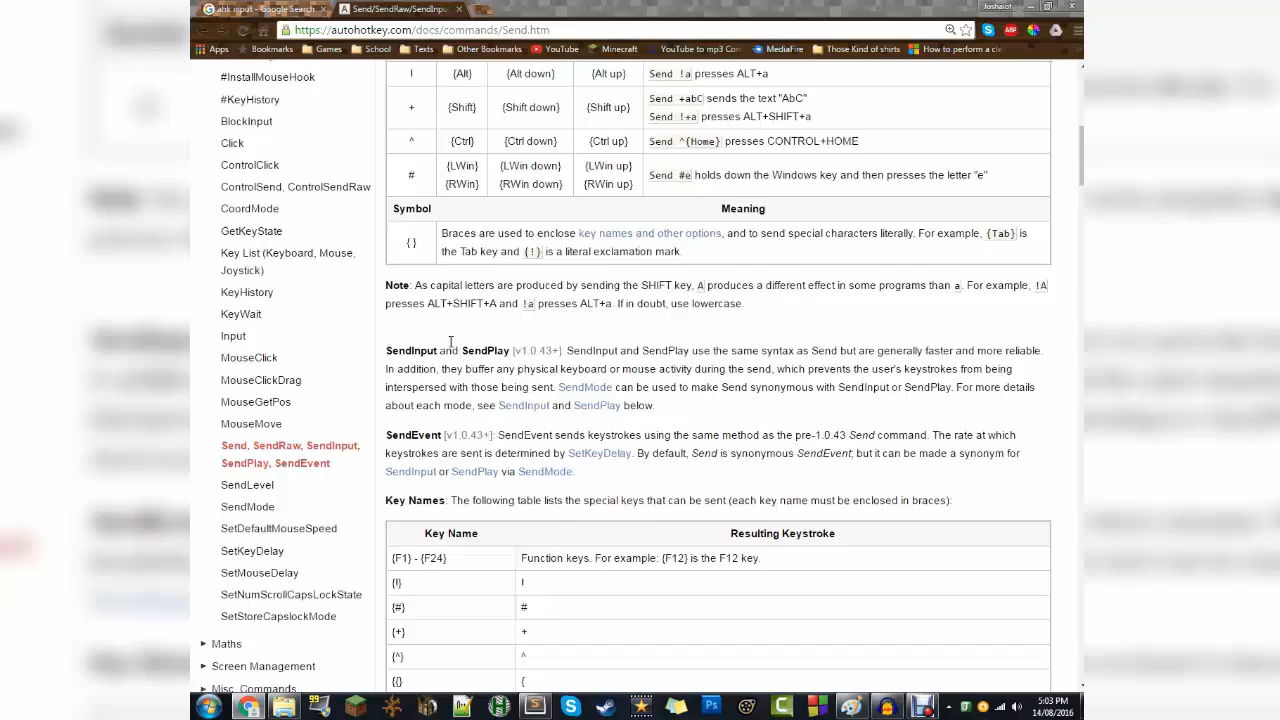 ahk input - Google Search
Send/SendRaw/SendInpu
Joshalot
https://autohotkey.com/docs/commands/Send.htm
Apps Bookmarks Games School Texts Other Bookmarks YouTube Minecraft YouTube to mp3 Com MediaFire Those Kind of shirts How to perform a cle
#InstallMouseHook
#KeyHistory
BlockInput
Click
ControlClick
ControlSend, ControlSendRaw
CoordMode
GetKeyState
Key List (Keyboard, Mouse,
Joystick)
KeyHistory
KeyWait
Input
MouseClick
MouseClickDrag
MouseGetPos
MouseMove
Send, SendRaw, SendInput,
SendPlay, SendEvent
SendLevel
SendMode
SetDefaultMouseSpeed
SetKeyDelay
SetMouseDelay
SetNumScrollCapsLockState
SetStoreCapslockMode
Maths
Screen Management
Misc. Commands
! {Alt} {Alt down} {Alt up} Send !a presses ALT+a
+ {Shift} {Shift down} {Shift up} Send +abC sends the text "AbC"
Send !+a presses ALT+SHIFT+a
^ {Ctrl} {Ctrl down} {Ctrl up} Send ^{Home} presses CONTROL+HOME
# {LWin} {LWin down} {LWin up} Send #e holds down the Windows key and then presses the letter "e"
{RWin} {RWin down} {RWin up}
Symbol Meaning
{ } Braces are used to enclose key names and other options, and to send special characters literally. For example, {Tab} is
the Tab key and {!} is a literal exclamation mark.
Note: As capital letters are produced by sending the SHIFT key, A produces a different effect in some programs than a. For example, !A
presses ALT+SHIFT+A and !a presses ALT+a. If in doubt, use lowercase.
SendInput and SendPlay [v1.0.43+]: SendInput and SendPlay use the same syntax as Send but are generally faster and more reliable.
In addition, they buffer any physical keyboard or mouse activity during the send, which prevents the user's keystrokes from being
interspersed with those being sent. SendMode can be used to make Send synonymous with SendInput or SendPlay. For more details
about each mode, see SendInput and SendPlay below.
SendEvent [v1.0.43+]: SendEvent sends keystrokes using the same method as the pre-1.0.43 Send command. The rate at which
keystrokes are sent is determined by SetKeyDelay. By default, Send is synonymous SendEvent; but it can be made a synonym for
SendInput or SendPlay via SendMode.
Key Names: The following table lists the special keys that can be sent (each key name must be enclosed in braces):
Key Name Resulting Keystroke
{F1} - {F24} Function keys. For example: {F12} is the F12 key.
{!} !
{#} #
{+} +
{^} ^
{{} {
5:03 PM
14/08/2016